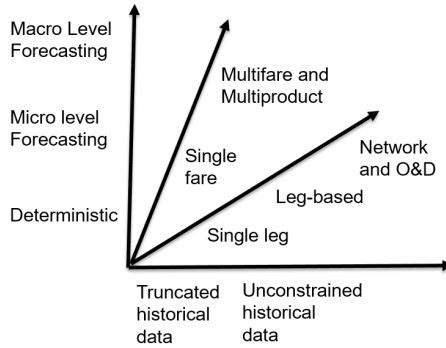 Macro Level
Forecasting
Multifare and
Multiproduct
Micro level
Forecasting
Network
and O&D
Single
fare
Leg-based
Deterministic
Single leg
Truncated
historical
data
Unconstrained
historical
data